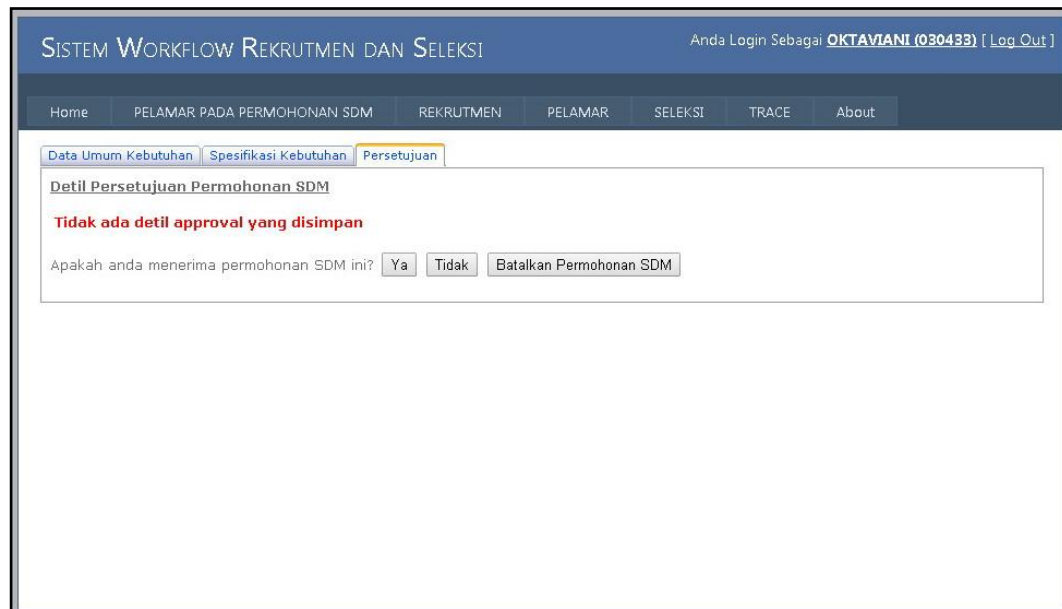 SISTEM WORKFLOW REKRUTMEN DAN SELEKSI
Anda Login Sebagai OKTAVIANI (030433) [ Log Out ]
Home PELAMAR PADA PERMOHONAN SDM REKRUTMEN PELAMAR SELEKSI TRACE About
Data Umum Kebutuhan Spesifikasi Kebutuhan Persetujuan
Detil Persetujuan Permohonan SDM
Tidak ada detil approval yang disimpan
Apakah anda menerima permohonan SDM ini? Ya Tidak Batalkan Permohonan SDM